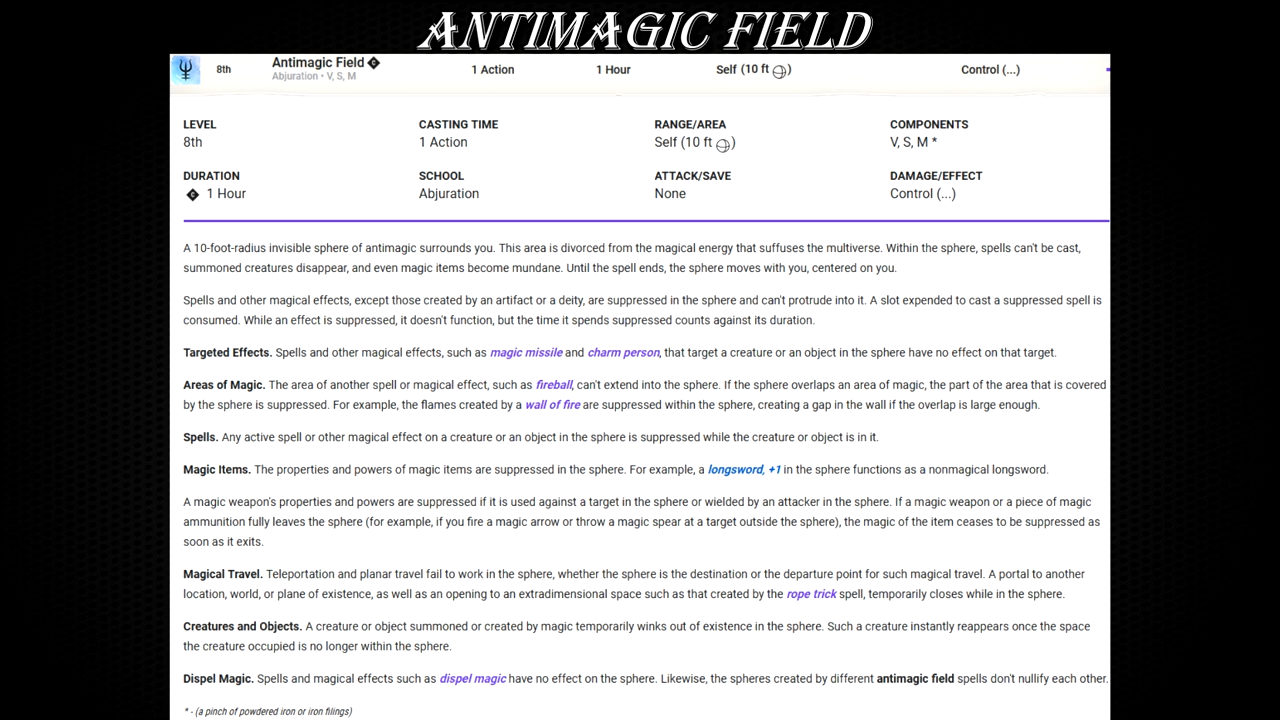 ANTIMAGIC FIELD
8th
Antimagic Field
Abjuration • V, S, M
1 Action
1 Hour
Self (10 ft )
Control (...)
LEVEL CASTING TIME RANGE/AREA COMPONENTS
8th 1 Action Self (10 ft ) V, S, M *
DURATION SCHOOL ATTACK/SAVE DAMAGE/EFFECT
1 Hour Abjuration None Control (...)
A 10-foot-radius invisible sphere of antimagic surrounds you. This area is divorced from the magical energy that suffuses the multiverse. Within the sphere, spells can't be cast,
summoned creatures disappear, and even magic items become mundane. Until the spell ends, the sphere moves with you, centered on you.
Spells and other magical effects, except those created by an artifact or a deity, are suppressed in the sphere and can't protrude into it. A slot expended to cast a suppressed spell is
consumed. While an effect is suppressed, it doesn't function, but the time it spends suppressed counts against its duration.
Targeted Effects. Spells and other magical effects, such as magic missile and charm person, that target a creature or an object in the sphere have no effect on that target.
Areas of Magic. The area of another spell or magical effect, such as fireball, can't extend into the sphere. If the sphere overlaps an area of magic, the part of the area that is covered
by the sphere is suppressed. For example, the flames created by a wall of fire are suppressed within the sphere, creating a gap in the wall if the overlap is large enough.
Spells. Any active spell or other magical effect on a creature or an object in the sphere is suppressed while the creature or object is in it.
Magic Items. The properties and powers of magic items are suppressed in the sphere. For example, a longsword, +1 in the sphere functions as a nonmagical longsword.
A magic weapon's properties and powers are suppressed if it is used against a target in the sphere or wielded by an attacker in the sphere. If a magic weapon or a piece of magic
ammunition fully leaves the sphere (for example, if you fire a magic arrow or throw a magic spear at a target outside the sphere), the magic of the item ceases to be suppressed as
soon as it exits.
Magical Travel. Teleportation and planar travel fail to work in the sphere, whether the sphere is the destination or the departure point for such magical travel. A portal to another
location, world, or plane of existence, as well as an opening to an extradimensional space such as that created by the rope trick spell, temporarily closes while in the sphere.
Creatures and Objects. A creature or object summoned or created by magic temporarily winks out of existence in the sphere. Such a creature instantly reappears once the space
the creature occupied is no longer within the sphere.
Dispel Magic. Spells and magical effects such as dispel magic have no effect on the sphere. Likewise, the spheres created by different antimagic field spells don't nullify each other.
* - (a pinch of powdered iron or iron filings)